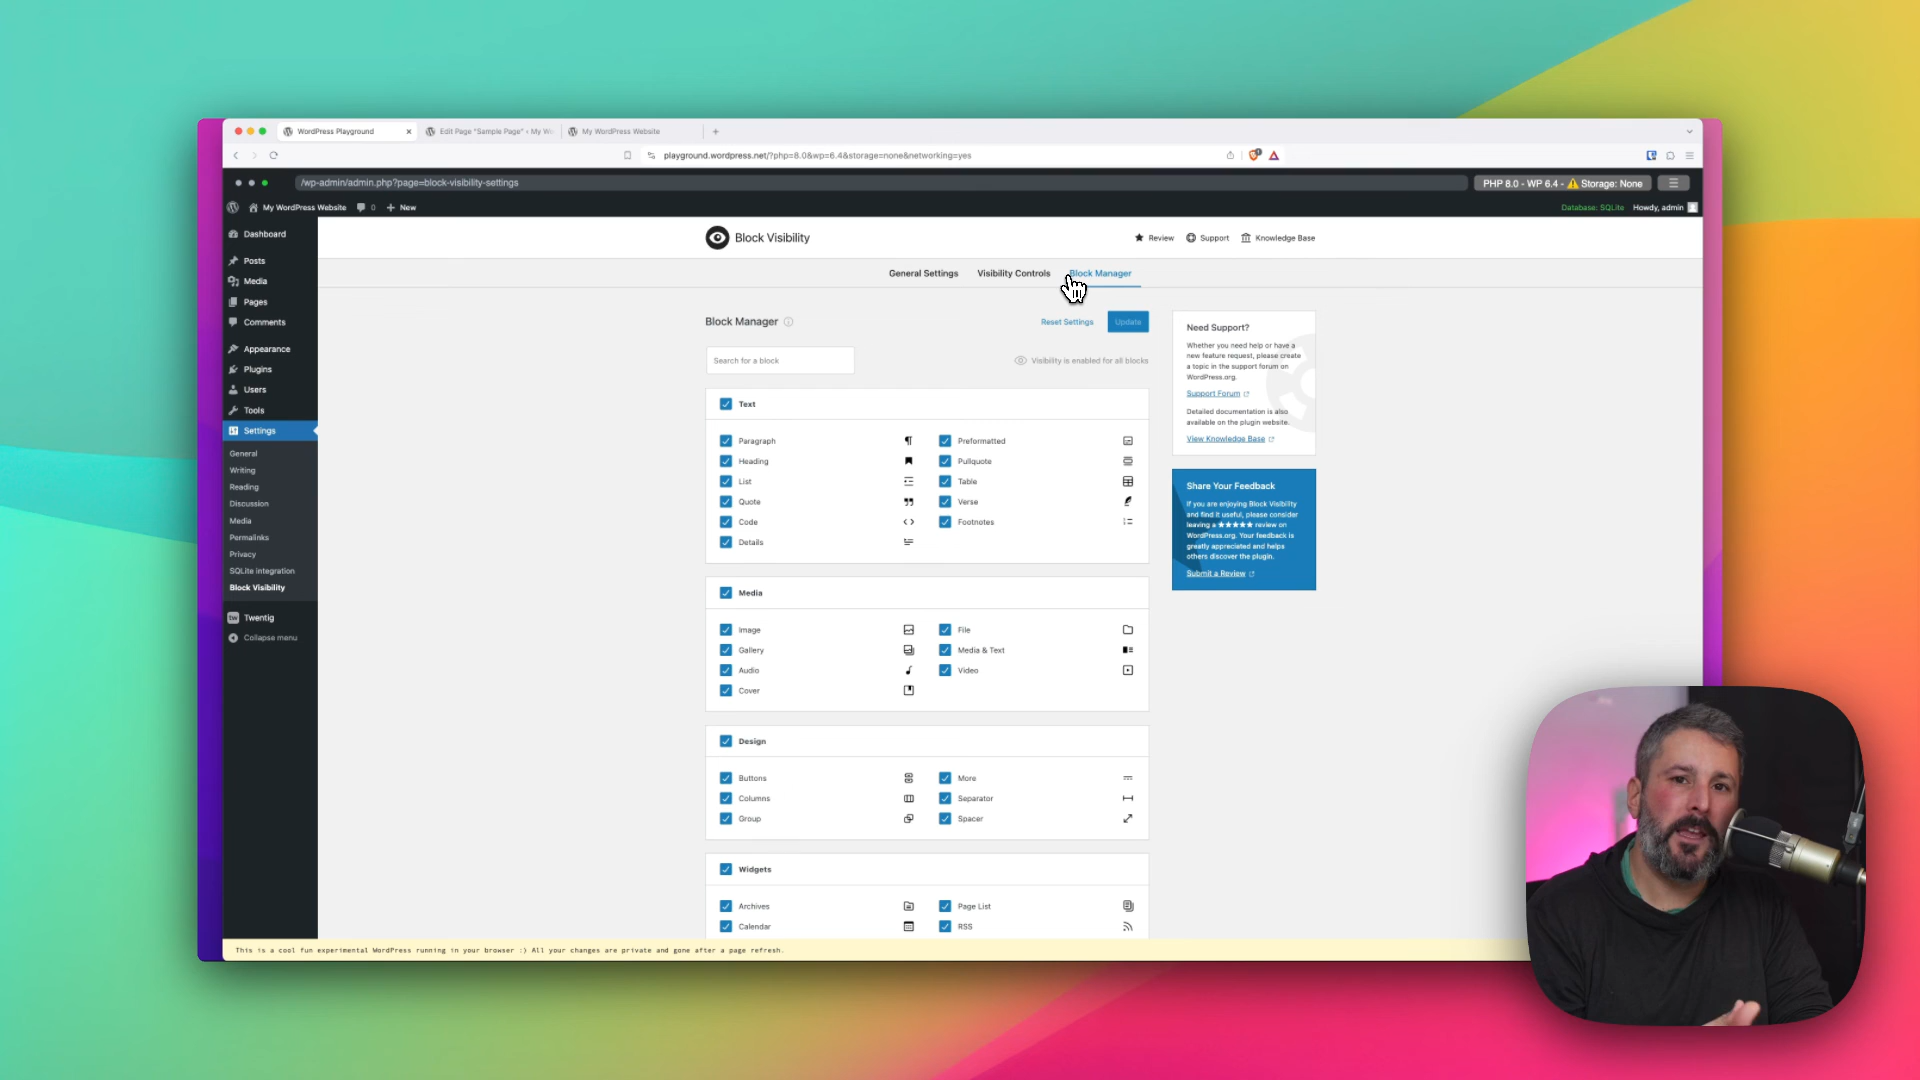 WordPress Playground
Edit Page "Sample Page" ‹ My Wo
My WordPress Website
playground.wordpress.net/?php=8.0&wp=6.4&storage=none&networking=yes
/wp-admin/admin.php?page=block-visibility-settings
PHP 8.0 - WP 6.4 - ⚠️ Storage: None
My WordPress Website
0
+ New
Database: SQLite
Howdy, admin
Dashboard
Posts
Media
Pages
Comments
Appearance
Plugins
Users
Tools
Settings
General
Writing
Reading
Discussion
Media
Permalinks
Privacy
SQLite integration
Block Visibility
tw Twentig
Collapse menu
Block Visibility
Review
Support
Knowledge Base
General Settings
Visibility Controls
Block Manager
Block Manager
Reset Settings
Update
Search for a block
Visibility is enabled for all blocks
Text
Paragraph
Preformatted
Heading
Pullquote
List
Table
Quote
Verse
Code
Footnotes
Details
Media
Image
File
Gallery
Media & Text
Audio
Video
Cover
Design
Buttons
More
Columns
Separator
Group
Spacer
Widgets
Archives
Page List
Calendar
RSS
Need Support?
Whether you need help or have a
new feature request, please create
a topic in the support forum on
WordPress.org.
Support Forum
Detailed documentation is also
available on the plugin website.
View Knowledge Base
Share Your Feedback
If you are enjoying Block Visibility
and find it useful, please consider
leaving a ★★★★★ review on
WordPress.org. Your feedback is
greatly appreciated and helps
others discover the plugin.
Submit a Review
This is a cool fun experimental WordPress running in your browser :) All your changes are private and gone after a page refresh.